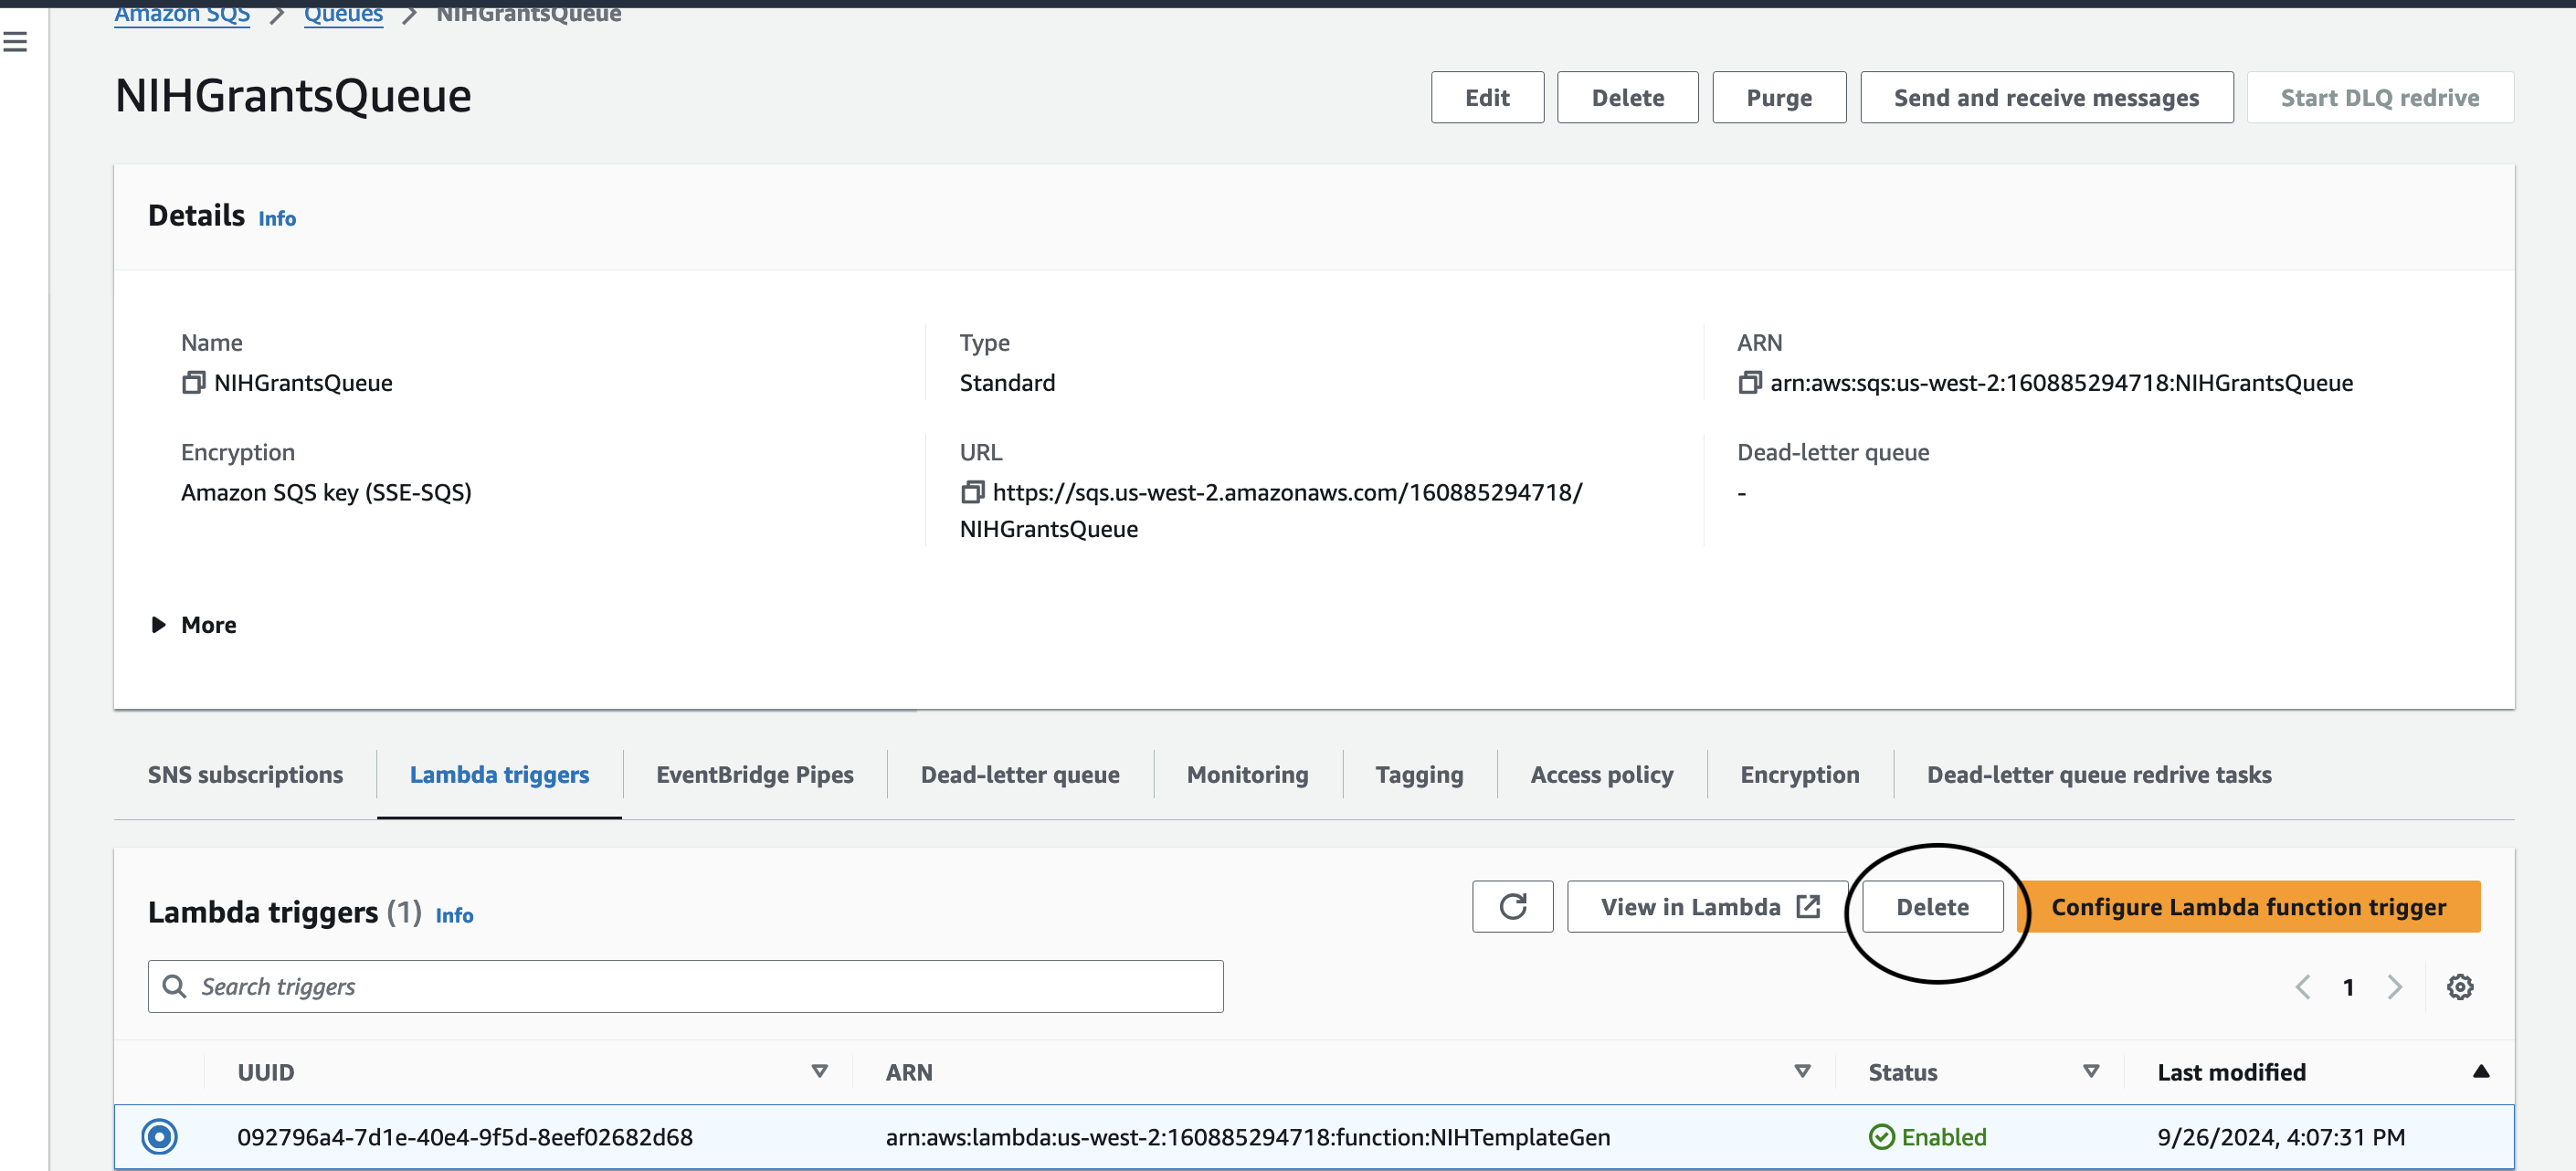 Amazon SQS > Queues > NIHGrantsQueue
NIHGrantsQueue
Edit Delete Purge Send and receive messages Start DLQ redrive
Details Info
Name Type ARN
NIHGrantsQueue Standard arn:aws:sqs:us-west-2:160885294718:NIHGrantsQueue
Encryption URL Dead-letter queue
Amazon SQS key (SSE-SQS) https://sqs.us-west-2.amazonaws.com/160885294718/ -
NIHGrantsQueue
More
SNS subscriptions Lambda triggers EventBridge Pipes Dead-letter queue Monitoring Tagging Access policy Encryption Dead-letter queue redrive tasks
Lambda triggers (1) Info View in Lambda Delete Configure Lambda function trigger
Search triggers 1
UUID ARN Status Last modified
092796a4-7d1e-40e4-9f5d-8eef02682d68 arn:aws:lambda:us-west-2:160885294718:function:NIHTemplateGen Enabled 9/26/2024, 4:07:31 PM